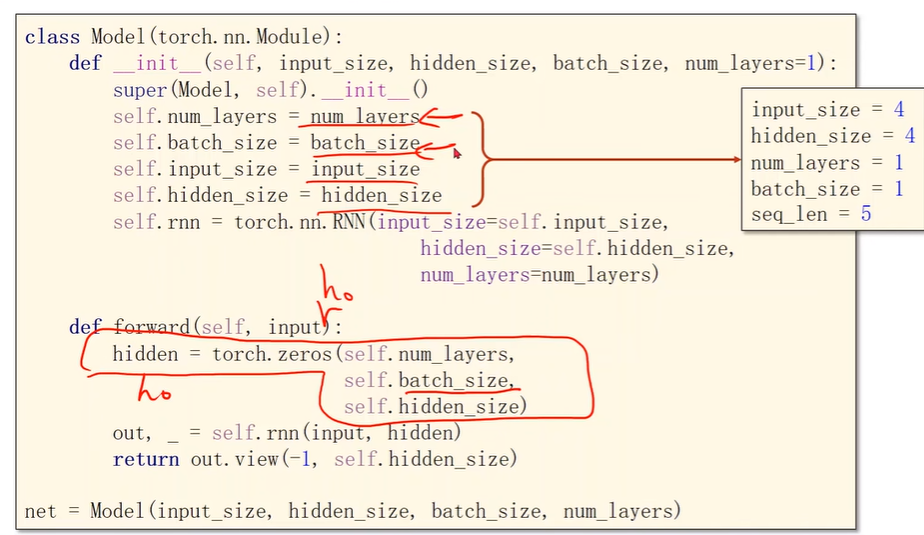 class Model(torch.nn.Module):
def __init__(self, input_size, hidden_size, batch_size, num_layers=1):
super(Model, self).__init__()
self.num_layers = num_layers
self.batch_size = batch_size
self.input_size = input_size
self.hidden_size = hidden_size
self.rnn = torch.nn.RNN(input_size=self.input_size,
hidden_size=self.hidden_size,
num_layers=num_layers)
input_size = 4
hidden_size = 4
num_layers = 1
batch_size = 1
seq_len = 5
h₀
def forward(self, input):
hidden = torch.zeros(self.num_layers,
self.batch_size,
self.hidden_size)
h₀
out, _ = self.rnn(input, hidden)
return out.view(-1, self.hidden_size)
net = Model(input_size, hidden_size, batch_size, num_layers)